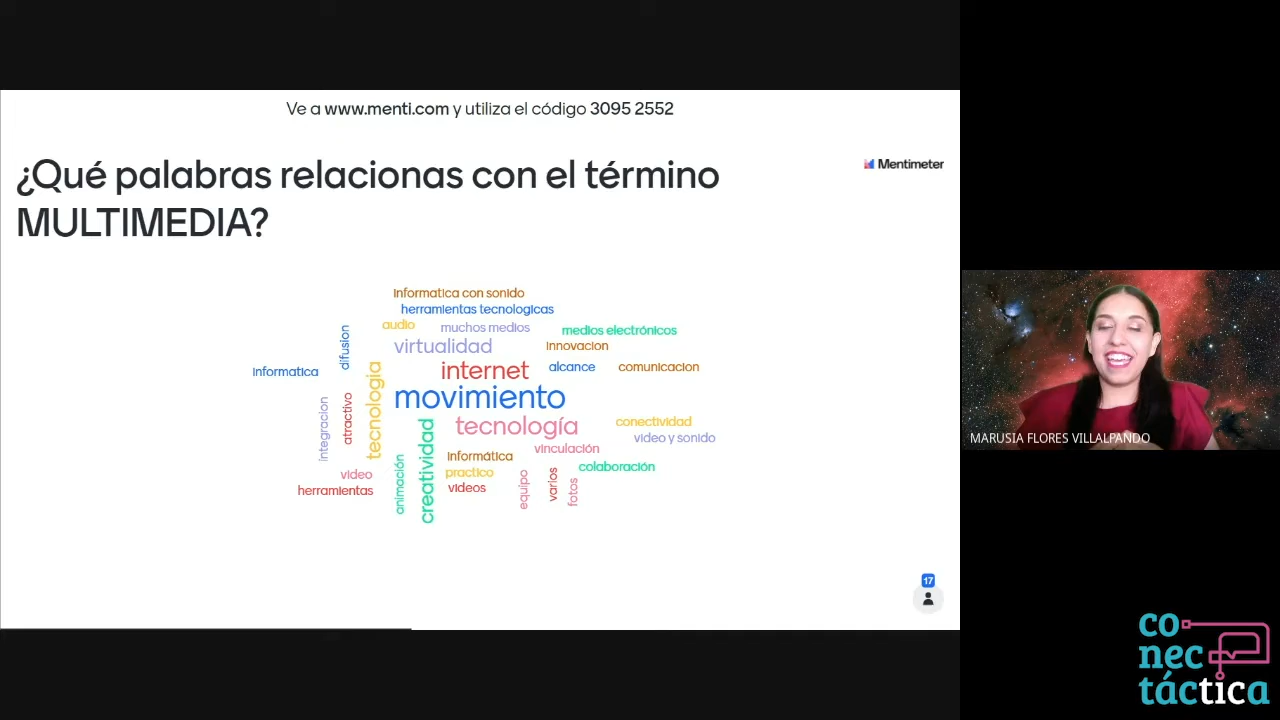 Ve a www.menti.com y utiliza el código 3095 2552
¿Qué palabras relacionas con el término
MULTIMEDIA?
Mentimeter
informatica con sonido
herramientas tecnologicas
audio
muchos medios
medios electrónicos
difusion
virtualidad
innovacion
informatica
internet
alcance
comunicacion
tecnologia
movimiento
integracion
atractivo
creatividad
tecnología
conectividad
video y sonido
vinculación
informática
colaboración
video
animación
practico
herramientas
videos
equipo
varios
fotos
17
MARUSIA FLORES VILLALPANDO
co
nec
táctica